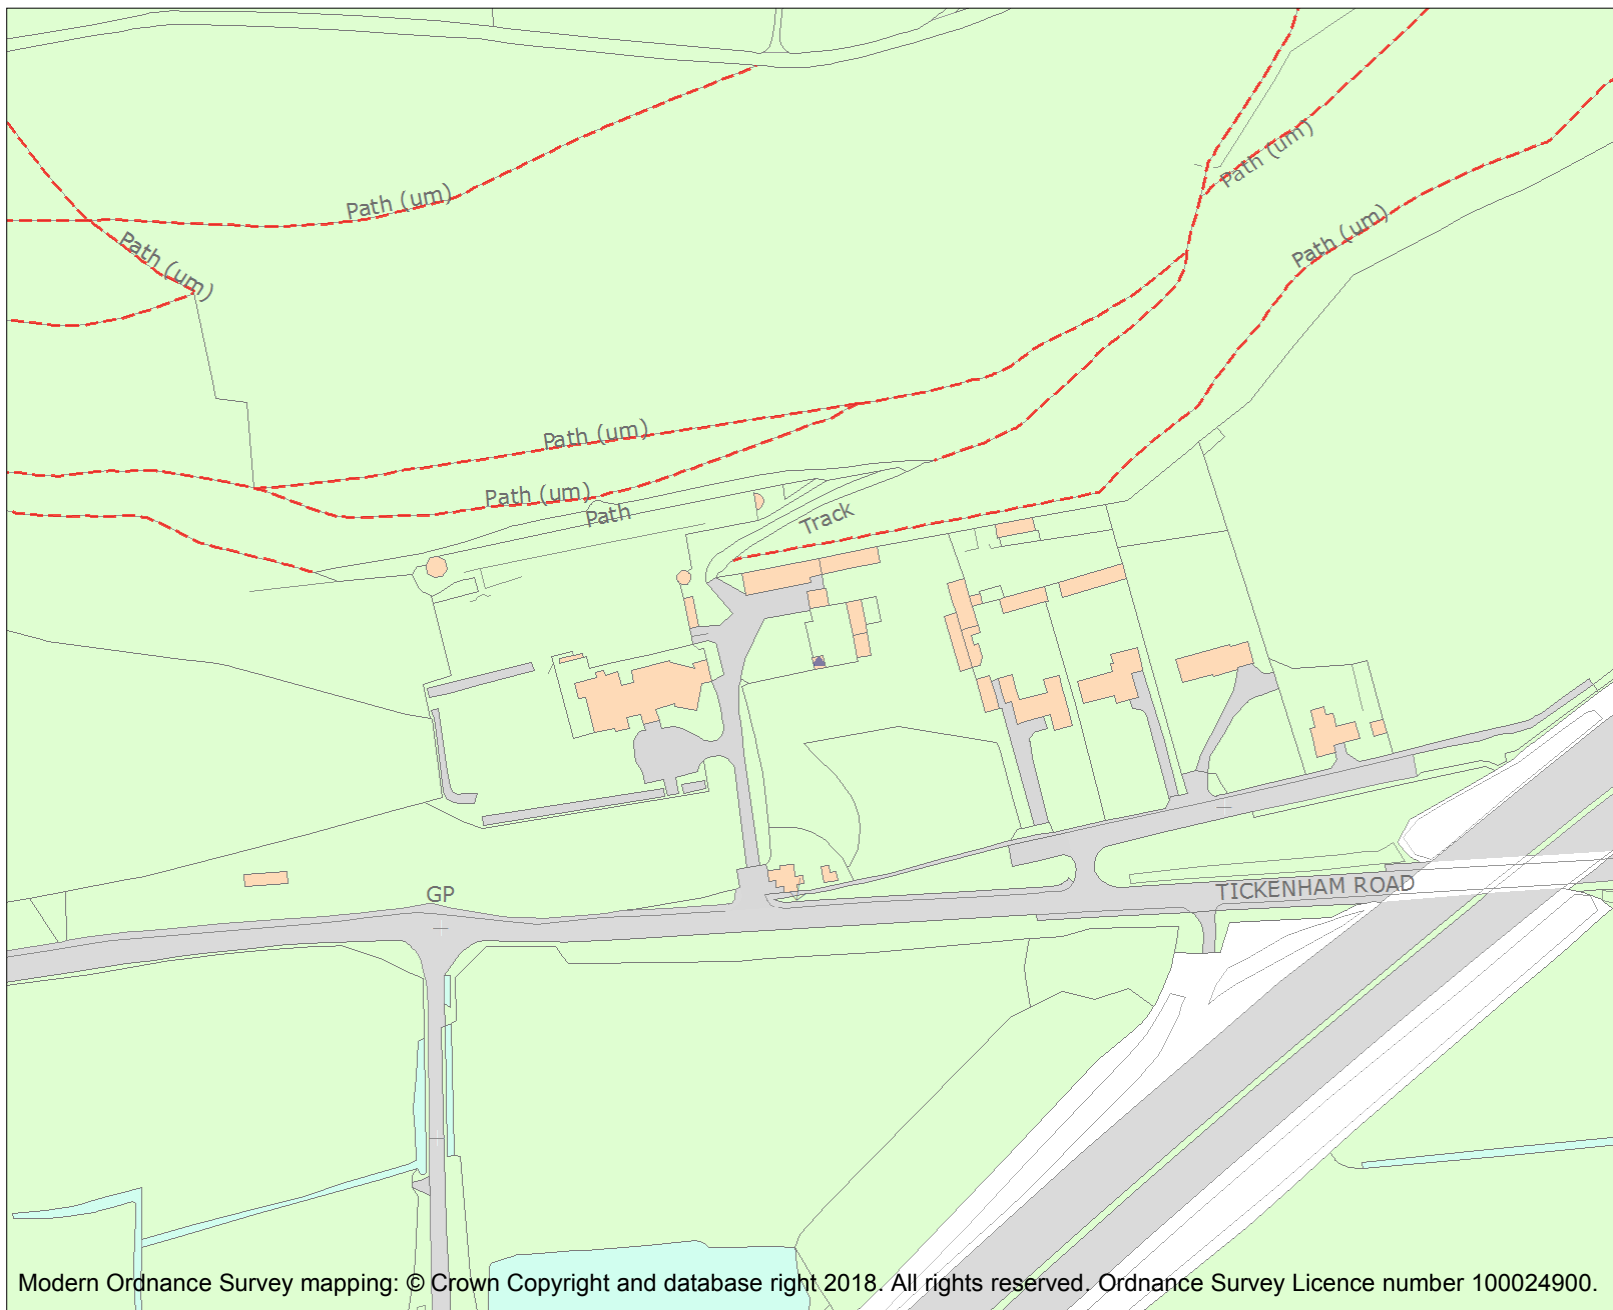 Path (um)
Path (um)
Path (um)
Path (um)
Path (um)
Path (um)
Path
Track
GP
TICKENHAM ROAD
Modern Ordnance Survey mapping: © Crown Copyright and database right 2018. All rights reserved. Ordnance Survey Licence number 100024900.